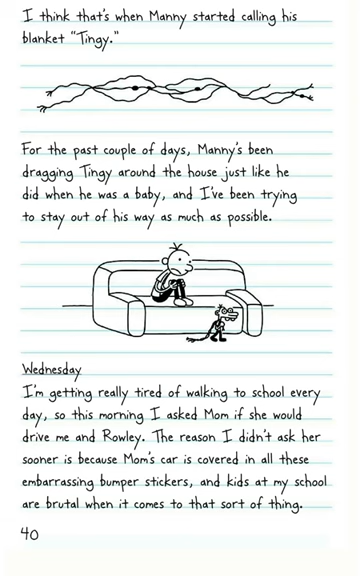 I think that's when Manny started calling his
blanket "Tingy."
For the past couple of days, Manny's been
dragging Tingy around the house just like he
did when he was a baby, and I've been trying
to stay out of his way as much as possible.
Wednesday
I'm getting really tired of walking to school every
day, so this morning I asked Mom if she would
drive me and Rowley. The reason I didn't ask her
sooner is because Mom's car is covered in all these
embarrassing bumper stickers, and kids at my school
are brutal when it comes to that sort of thing.
40